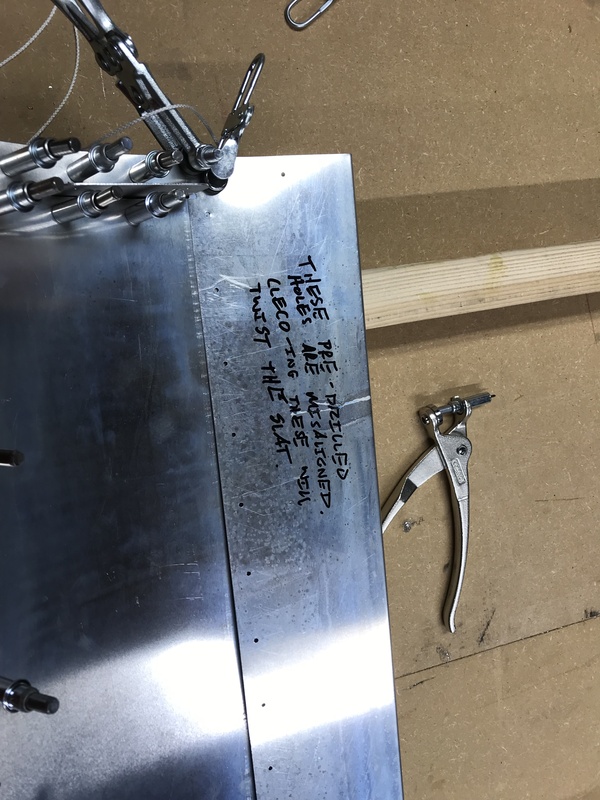 THESE PRE-DRILLED
HOLES ARE MISALIGNED.
CLECO-ING THESE WILL
TWIST THE SLAT.